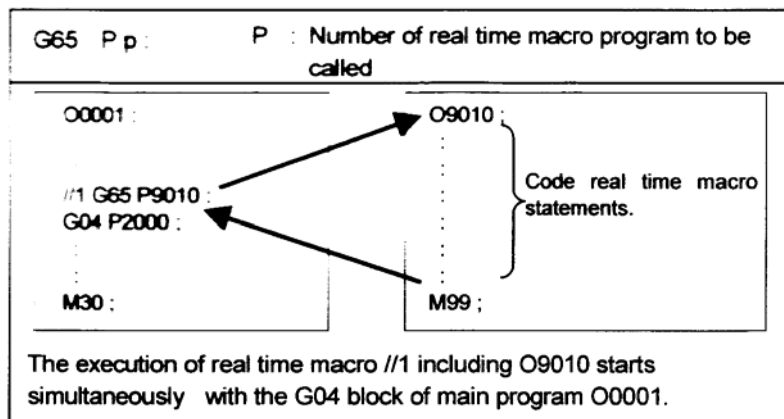 G65 P p ; P : Number of real time macro program to be
called
O0001 ;
O9010 ;
//1 G65 P9010 ;
G04 P2000 ;
Code real time macro
statements.
M30 ;
M99 ;
The execution of real time macro //1 including O9010 starts
simultaneously with the G04 block of main program O0001.